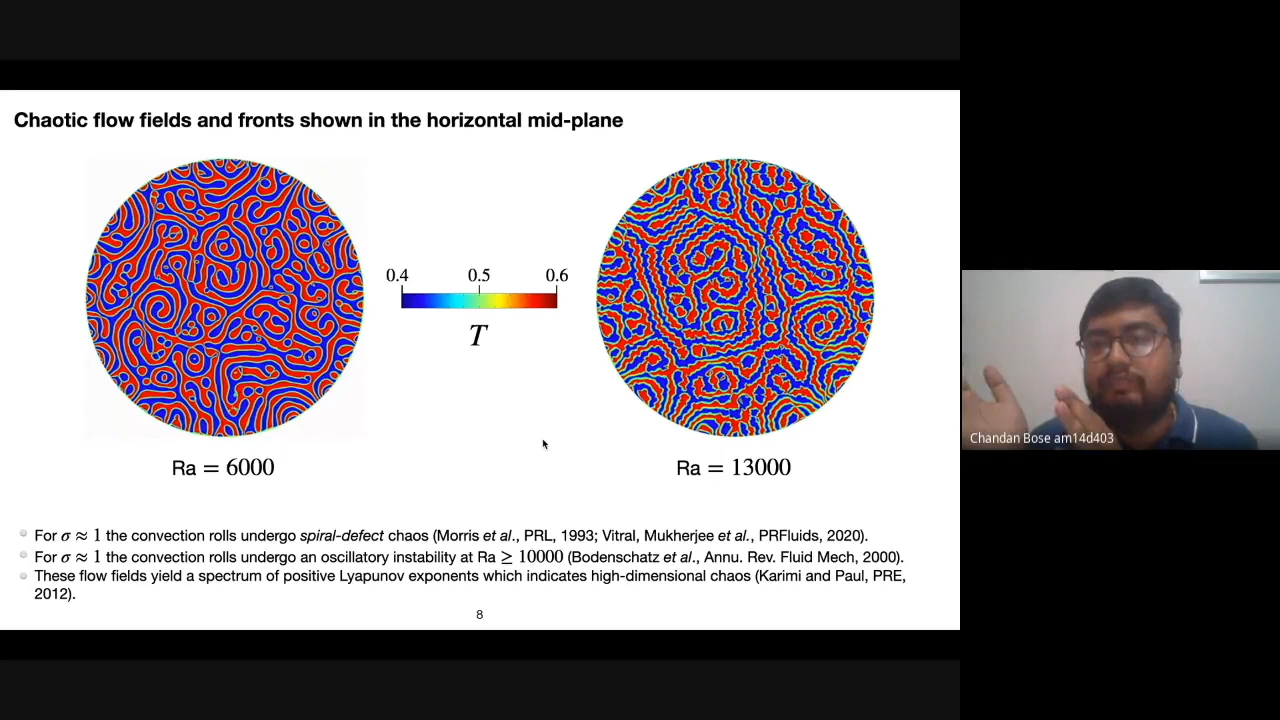 Chaotic flow fields and fronts shown in the horizontal mid-plane
0.4 0.5 0.6
T
Ra = 6000
Ra = 13000
Chandan Bose am14d403
For σ ≈ 1 the convection rolls undergo spiral-defect chaos (Morris et al., PRL, 1993; Vitral, Mukherjee et al., PRFluids, 2020).
For σ ≈ 1 the convection rolls undergo an oscillatory instability at Ra ≥ 10000 (Bodenschatz et al., Annu. Rev. Fluid Mech, 2000).
These flow fields yield a spectrum of positive Lyapunov exponents which indicates high-dimensional chaos (Karimi and Paul, PRE,
2012).
8